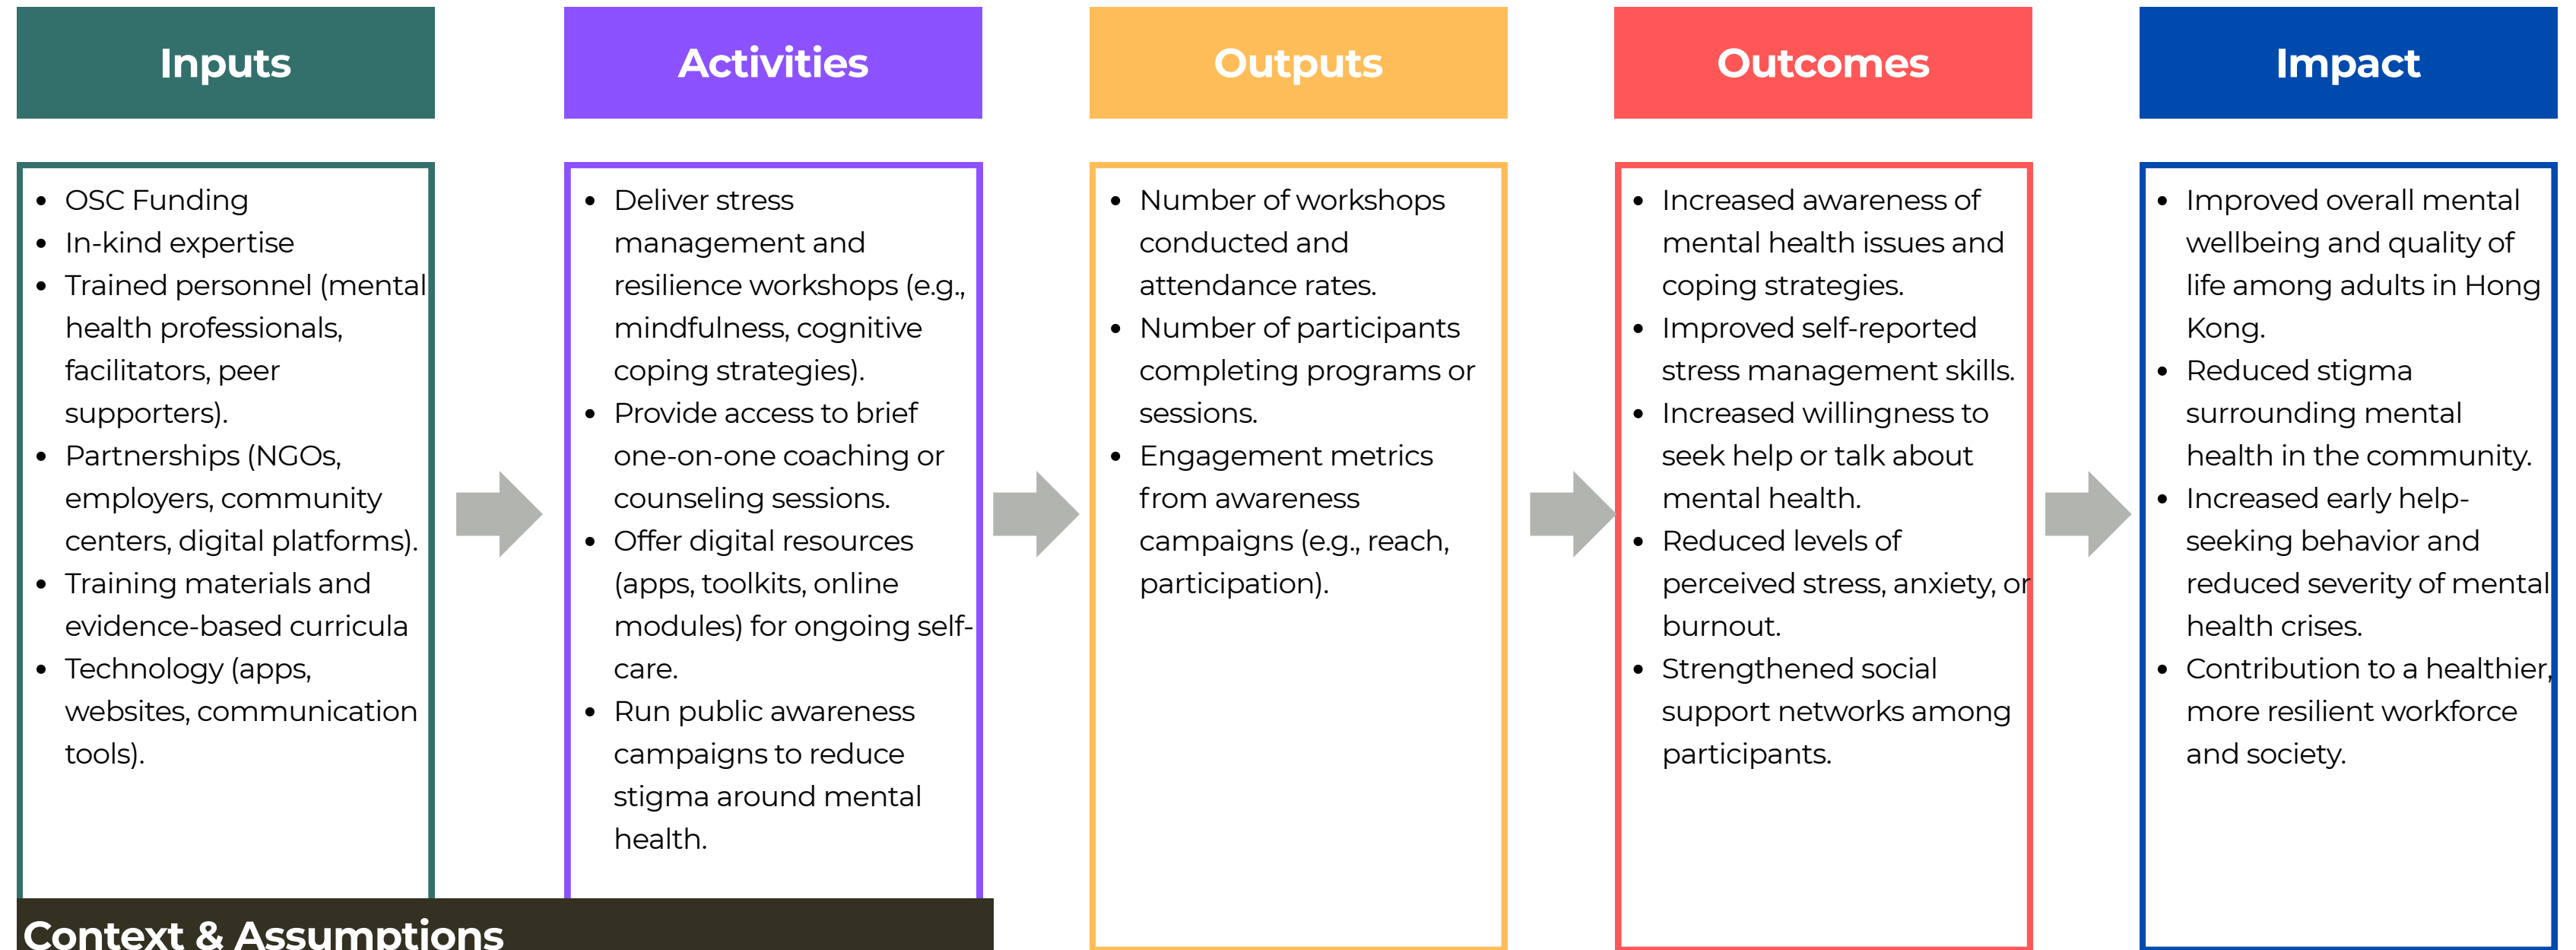 Inputs
Activities
Outputs
Outcomes
Impact
• OSC Funding
• In-kind expertise
• Trained personnel (mental
health professionals,
facilitators, peer
supporters).
• Partnerships (NGOs,
employers, community
centers, digital platforms).
• Training materials and
evidence-based curricula
• Technology (apps,
websites, communication
tools).
• Deliver stress
management and
resilience workshops (e.g.,
mindfulness, cognitive
coping strategies).
• Provide access to brief
one-on-one coaching or
counseling sessions.
• Offer digital resources
(apps, toolkits, online
modules) for ongoing self-
care.
• Run public awareness
campaigns to reduce
stigma around mental
health.
• Number of workshops
conducted and
attendance rates.
• Number of participants
completing programs or
sessions.
• Engagement metrics
from awareness
campaigns (e.g., reach,
participation).
• Increased awareness of
mental health issues and
coping strategies.
• Improved self-reported
stress management skills.
• Increased willingness to
seek help or talk about
mental health.
• Reduced levels of
perceived stress, anxiety, or
burnout.
• Strengthened social
support networks among
participants.
• Improved overall mental
wellbeing and quality of
life among adults in Hong
Kong.
• Reduced stigma
surrounding mental
health in the community.
• Increased early help-
seeking behavior and
reduced severity of mental
health crises.
• Contribution to a healthier,
more resilient workforce
and society.
Context & Assumptions